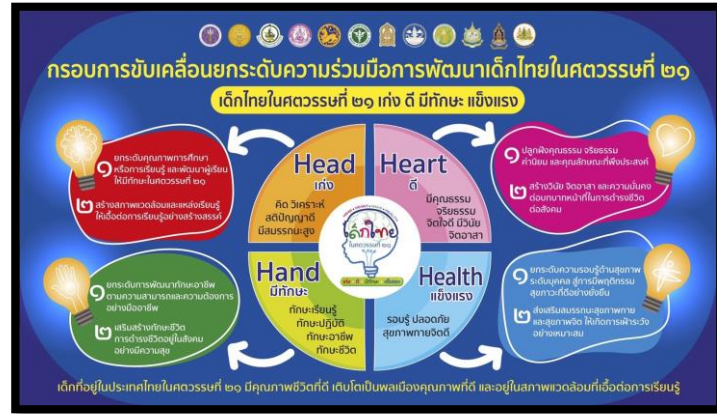 กรอบการขับเคลื่อนยกระดับความร่วมมือการพัฒนาเด็กไทยในศตวรรษที่ ๒๑
เด็กไทยในศตวรรษที่ ๒๑ เก่ง ดี มีทักษะ แข็งแรง
๑ ยกระดับคุณภาพการศึกษา
หรือการเรียนรู้ และพัฒนาผู้เรียน
ให้มีทักษะในศตวรรษที่ ๒๑
๒ สร้างสภาพแวดล้อมและแหล่งเรียนรู้
ให้เอื้อต่อการเรียนรู้อย่างสร้างสรรค์
Head
เก่ง
คิด วิเคราะห์
สติปัญญาดี
มีสมรรถนะสูง
Heart
ดี
มีคุณธรรม
จริยธรรม
จิตใจดี มีวินัย
จิตอาสา
๑ ปลูกฝังคุณธรรม จริยธรรม
ค่านิยม และคุณลักษณะที่พึงประสงค์
๒ สร้างวินัย จิตอาสา และความมั่นคง
ต่อบทบาทหน้าที่ในการดำรงชีวิต
ต่อสังคม
เด็กไทย
ในศตวรรษที่ ๒๑
๑ ยกระดับการพัฒนาทักษะอาชีพ
ตามความสามารถและความต้องการ
อย่างมืออาชีพ
๒ เสริมสร้างทักษะชีวิต
การดำรงชีวิตอยู่ในสังคม
อย่างมีความสุข
Hand
มีทักษะ
ทักษะเรียนรู้
ทักษะปฏิบัติ
ทักษะอาชีพ
ทักษะชีวิต
Health
แข็งแรง
รอบรู้ ปลอดภัย
สุขภาพกายจิตดี
๑ ยกระดับความรอบรู้ด้านสุขภาพ
ระดับบุคคล สู่การมีพฤติกรรม
สุขภาวะที่ดีอย่างยั่งยืน
๒ ส่งเสริมสมรรถนะสุขภาพกาย
และสุขภาพจิต ให้เกิดการเฝ้าระวัง
อย่างเหมาะสม
เด็กที่อยู่ในประเทศไทยในศตวรรษที่ ๒๑ มีคุณภาพชีวิตที่ดี เติบโตเป็นพลเมืองคุณภาพที่ดี และอยู่ในสภาพแวดล้อมที่เอื้อต่อการเรียนรู้